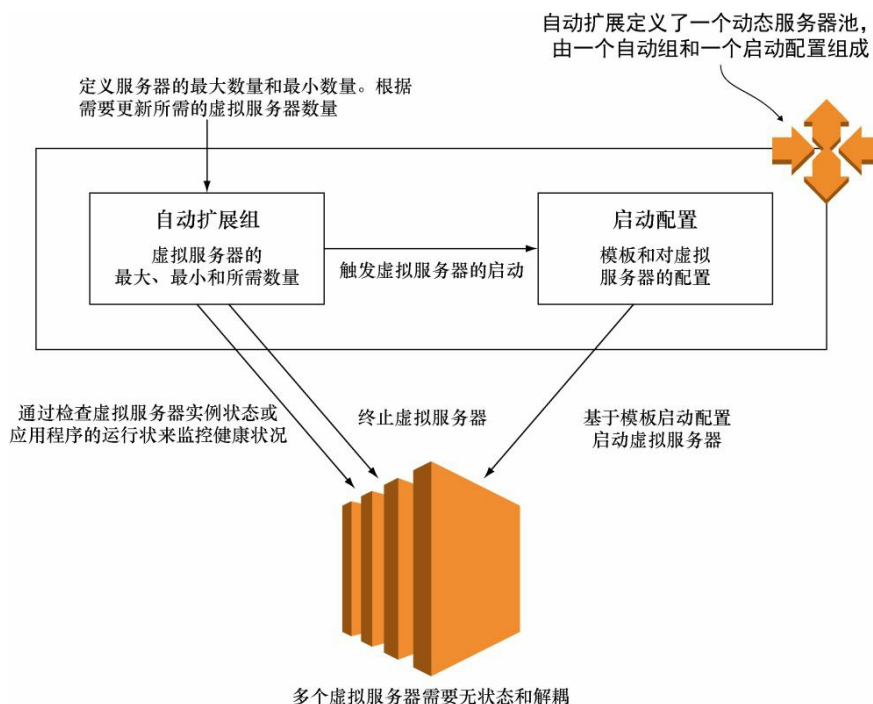 自动扩展定义了一个动态服务器池，
由一个自动组和一个启动配置组成
定义服务器的最大数量和最小数量。根据
需要更新所需的虚拟服务器数量
自动扩展组
虚拟服务器的
最大、最小和所需数量
触发虚拟服务器的启动
启动配置
模板和对虚拟
服务器的配置
通过检查虚拟服务器实例状态或
应用程序的运行状来监控健康状况
终止虚拟服务器
基于模板启动配置
启动虚拟服务器
多个虚拟服务器需要无状态和解耦